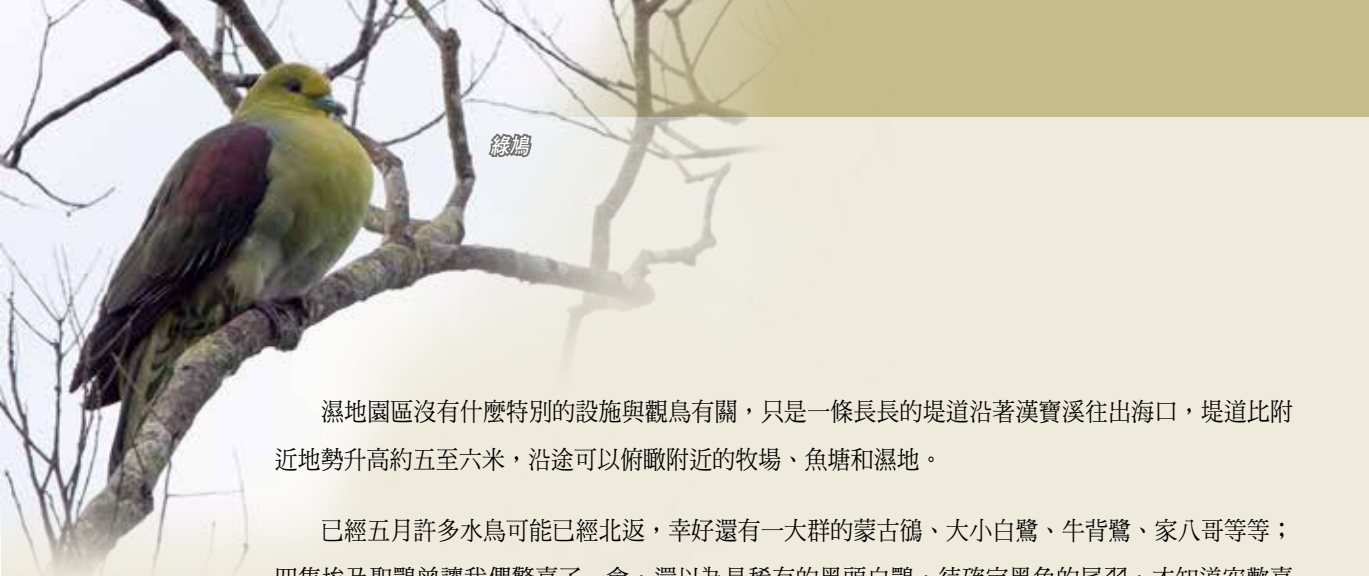 綠鳩
濕地園區沒有什麼特別的設施與觀鳥有關，只是一條長長的堤道沿著漢寶溪往出海口，堤道比附
近地勢升高約五至六米，沿途可以俯瞰附近的牧場、魚塘和濕地。
已經五月許多水鳥可能已經北返，幸好還有一大群的蒙古鴴、大小白鷺、牛背鷺、家八哥等等；